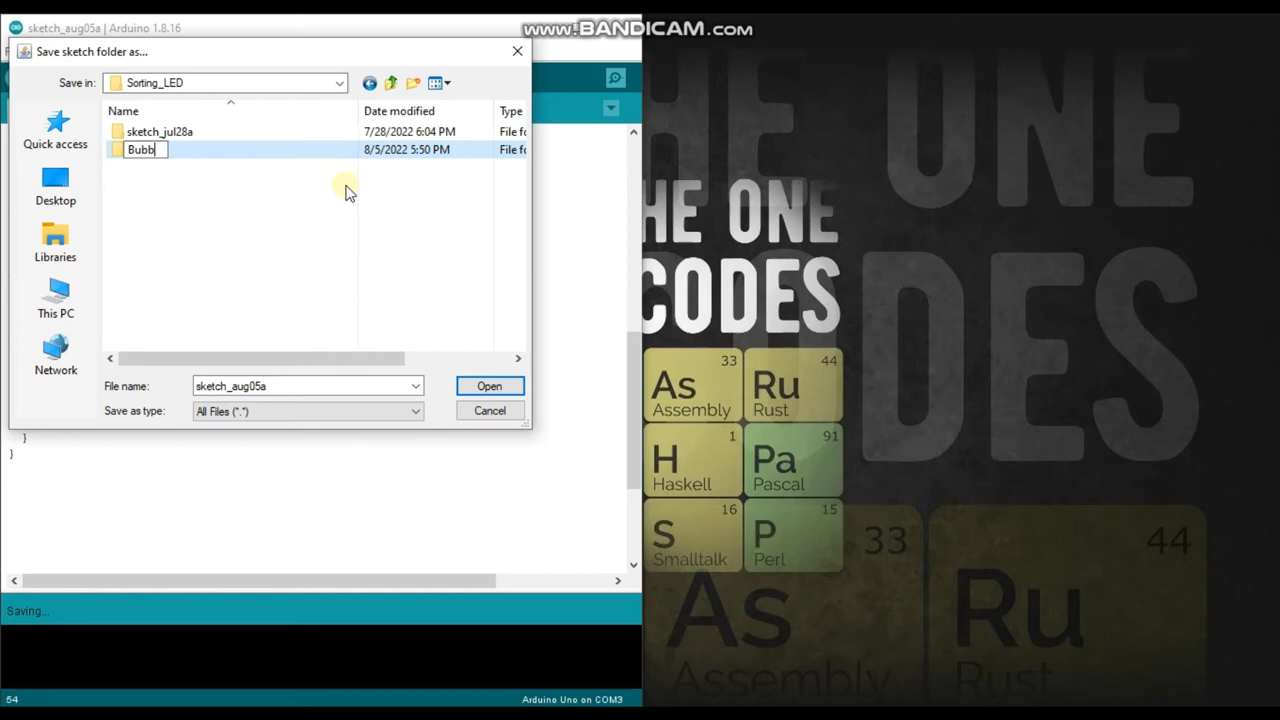 sketch_aug05a | Arduino 1.8.16
www.BANDICAM.com
Save sketch folder as...
Save in:
Sorting_LED
Name
Date modified
Type
sketch_jul28a
7/28/2022 6:04 PM
File fo
Bubb
8/5/2022 5:50 PM
File fo
Quick access
Desktop
Libraries
This PC
Network
File name:
sketch_aug05a
Open
Save as type:
All Files (*.*)
Cancel
}
}
Saving...
54
Arduino Uno on COM3
HE ONE
CODES
33
As
Assembly
44
Ru
Rust
1
H
Haskell
91
Pa
Pascal
16
S
Smalltalk
15
P
Perl
HE ONE
ODES
33
As
Assembly
44
Ru
Rust